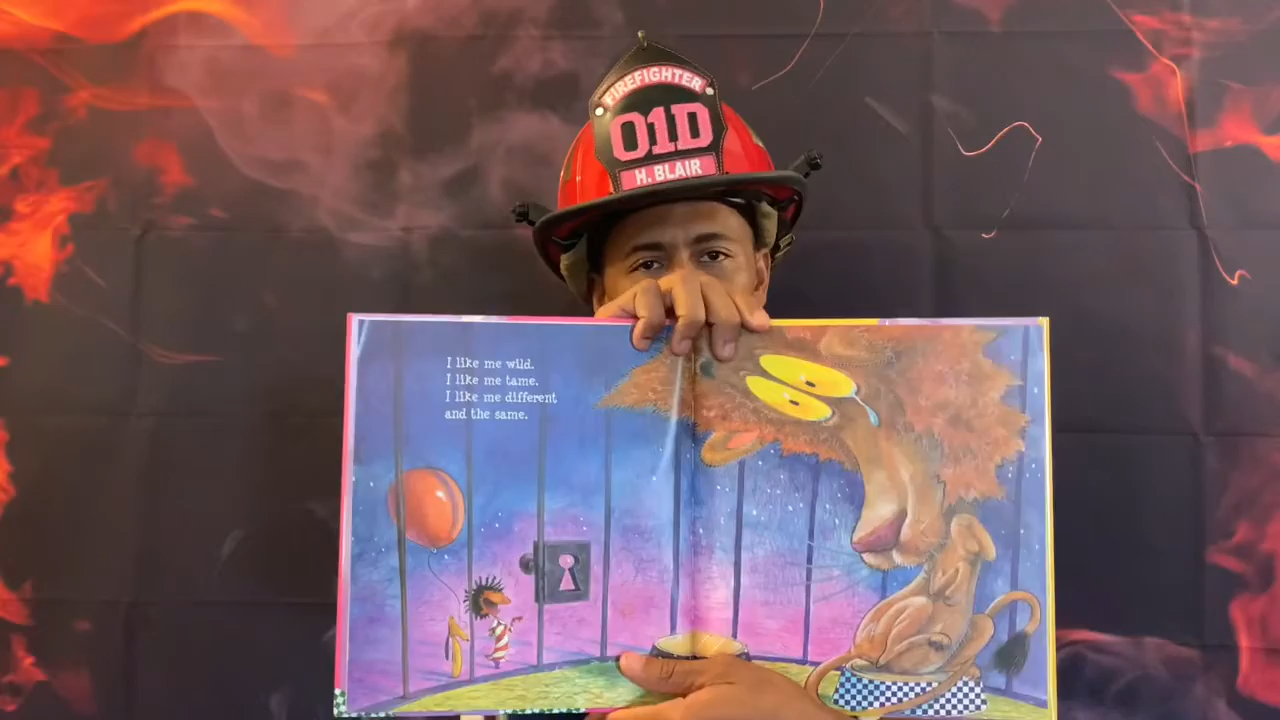 FIREFIGHTER
01D
H. BLAIR
I like me wild.
I like me tame.
I like me different
and the same.